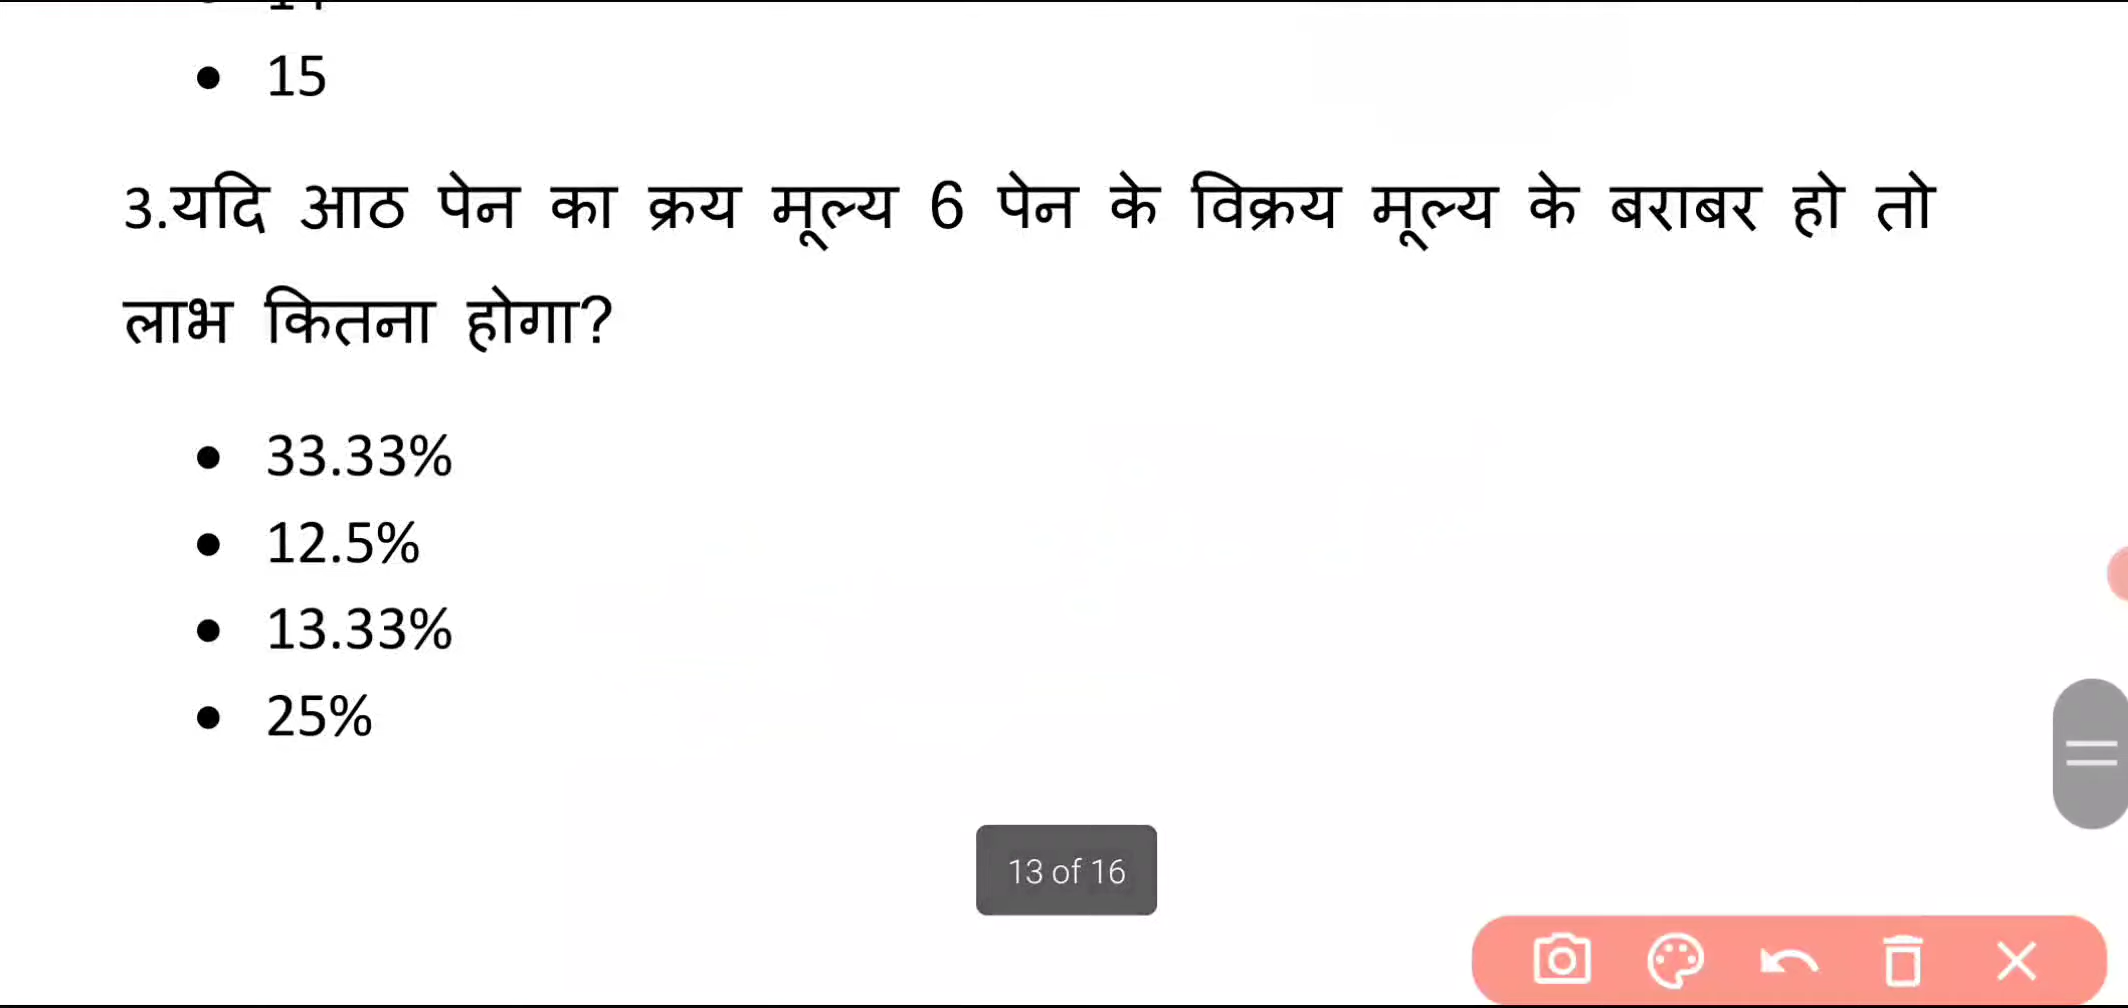 • 15
3.यदि आठ पेन का क्रय मूल्य 6 पेन के विक्रय मूल्य के बराबर हो तो
लाभ कितना होगा?
• 33.33%
• 12.5%
• 13.33%
• 25%
13 of 16